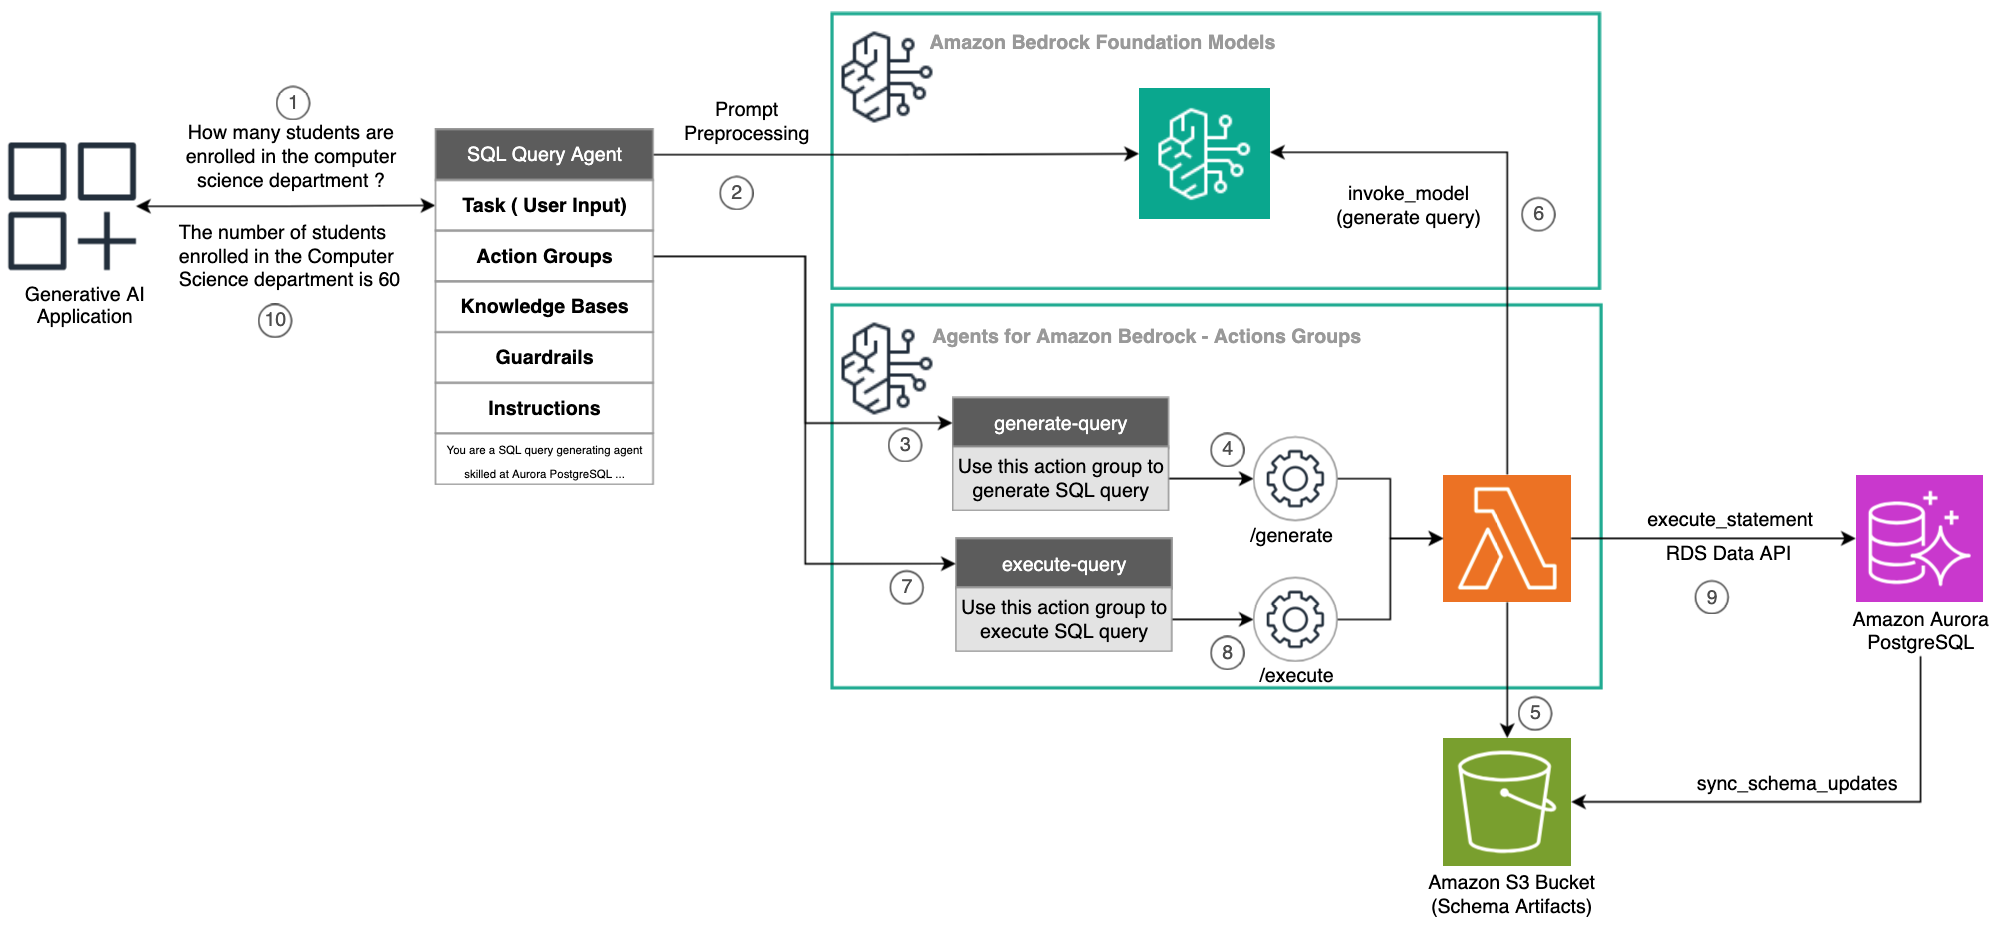 Amazon Bedrock Foundation Models
1
How many students are
enrolled in the computer
science department ?
The number of students
enrolled in the Computer
Science department is 60
10
Generative AI
Application
SQL Query Agent
Task ( User Input)
Action Groups
Knowledge Bases
Guardrails
Instructions
You are a SQL query generating agent
skilled at Aurora PostgreSQL ...
Prompt
Preprocessing
2
invoke_model
(generate query)
6
Agents for Amazon Bedrock - Actions Groups
3
generate-query
Use this action group to
generate SQL query
4
/generate
7
execute-query
Use this action group to
execute SQL query
8
/execute
execute_statement
RDS Data API
9
Amazon Aurora
PostgreSQL
5
sync_schema_updates
Amazon S3 Bucket
(Schema Artifacts)